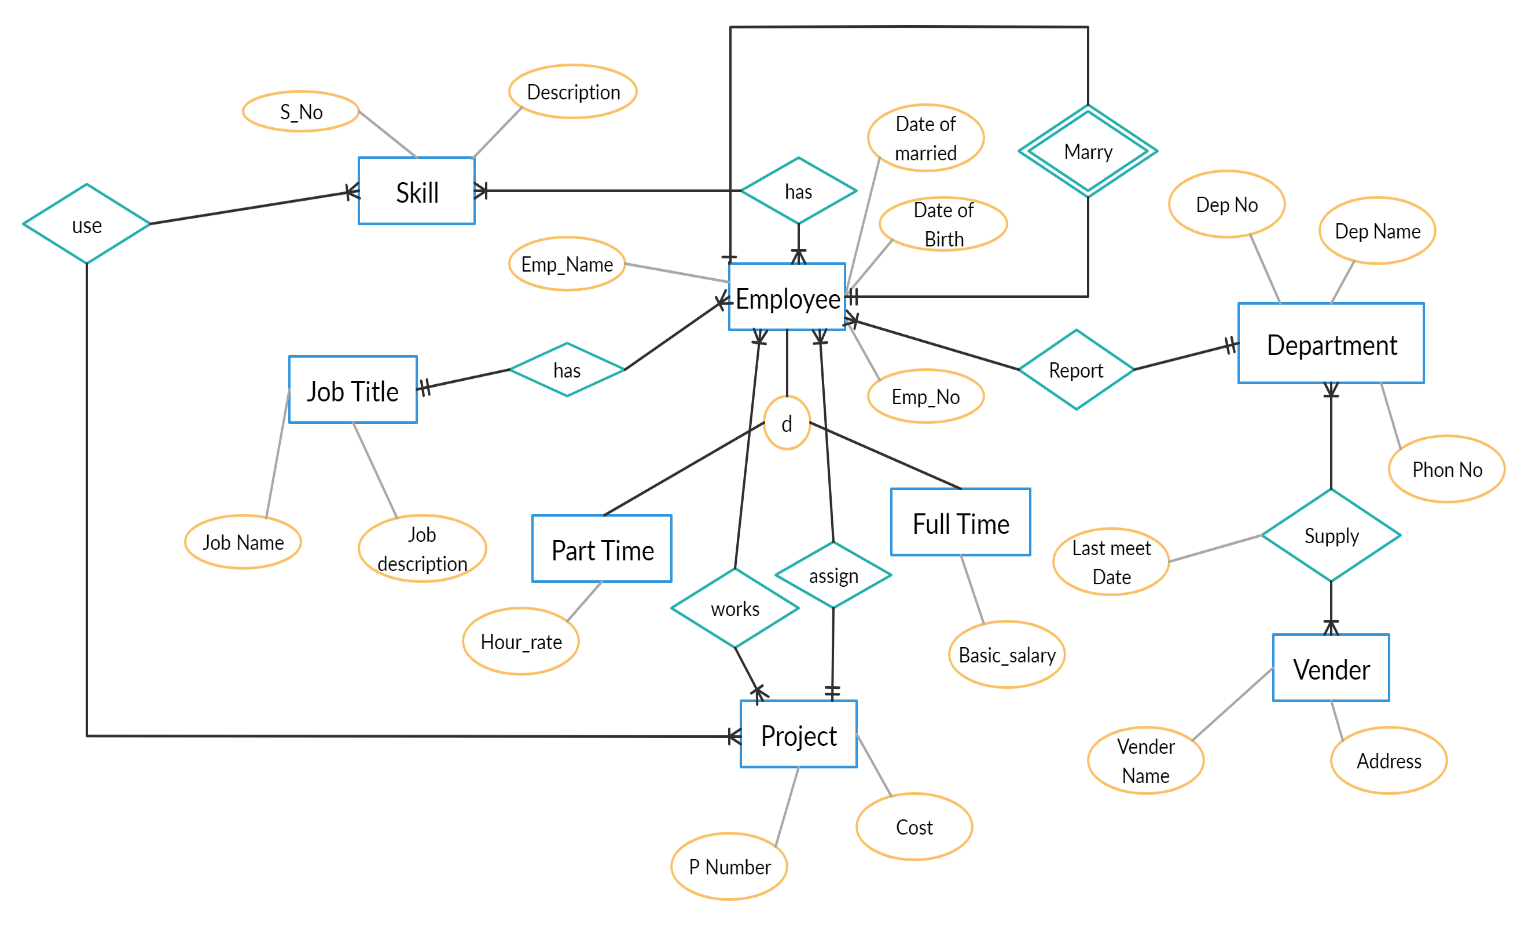 Description
S_No
Date of
married
Marry
Skill
has
use
Dep No
Date of
Birth
Dep Name
Emp_Name
Employee
Department
has
Report
Job Title
Emp_No
d
Phon No
Full Time
Job Name
Job
description
Part Time
Supply
Last meet
Date
assign
works
Hour_rate
Basic_salary
Vender
Project
Vender
Name
Address
Cost
P Number